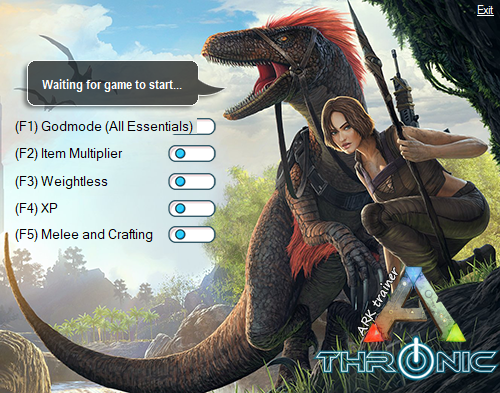 Exit
Waiting for game to start...
(F1) Godmode (All Essentials)
(F2) Item Multiplier
(F3) Weightless
(F4) XP
(F5) Melee and Crafting
ARK trainer
THRONIC